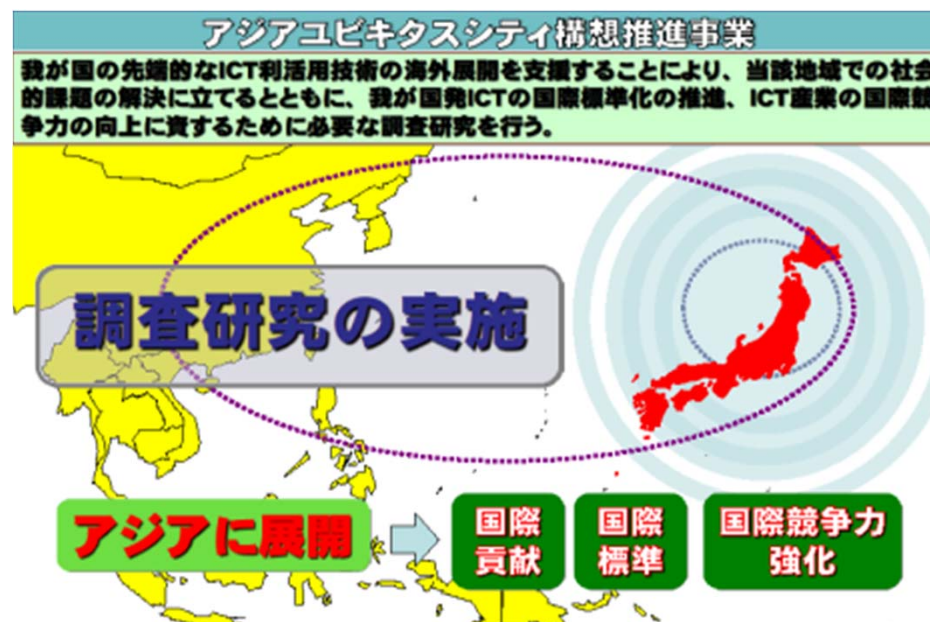 アジアユビキタスシティ構想推進事業
我が国の先端的なICT利活用技術の海外展開を支援することにより、当該地域での社会
的課題の解決に立てるとともに、我が国発ICTの国際標準化の推進、ICT産業の国際競
争力の向上に資するために必要な調査研究を行う。
調査研究の実施
アジアに展開
国際
貢献
国際
標準
国際競争力
強化